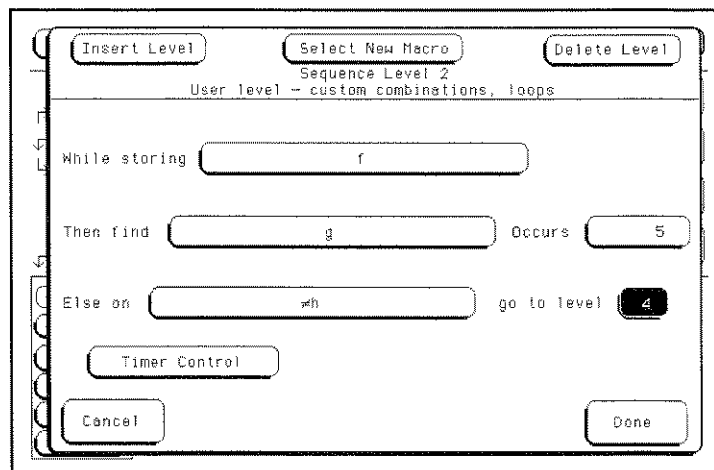 Insert Level Select New Macro Delete Level
Sequence Level 2
User level – custom combinations, loops
While storing f
Then find g Occurs 5
Else on ≠h go to level 4
Timer Control
Cancel Done